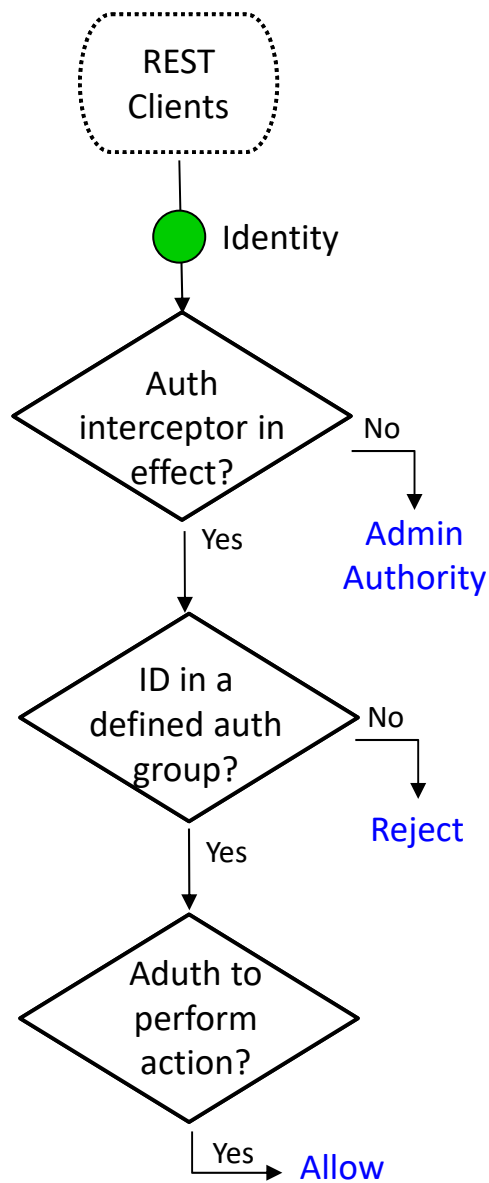 REST
Clients
Identity
Auth
interceptor in
effect?
No
Admin
Authority
Yes
ID in a
defined auth
group?
No
Reject
Yes
Aduth to
perform
action?
Yes
Allow